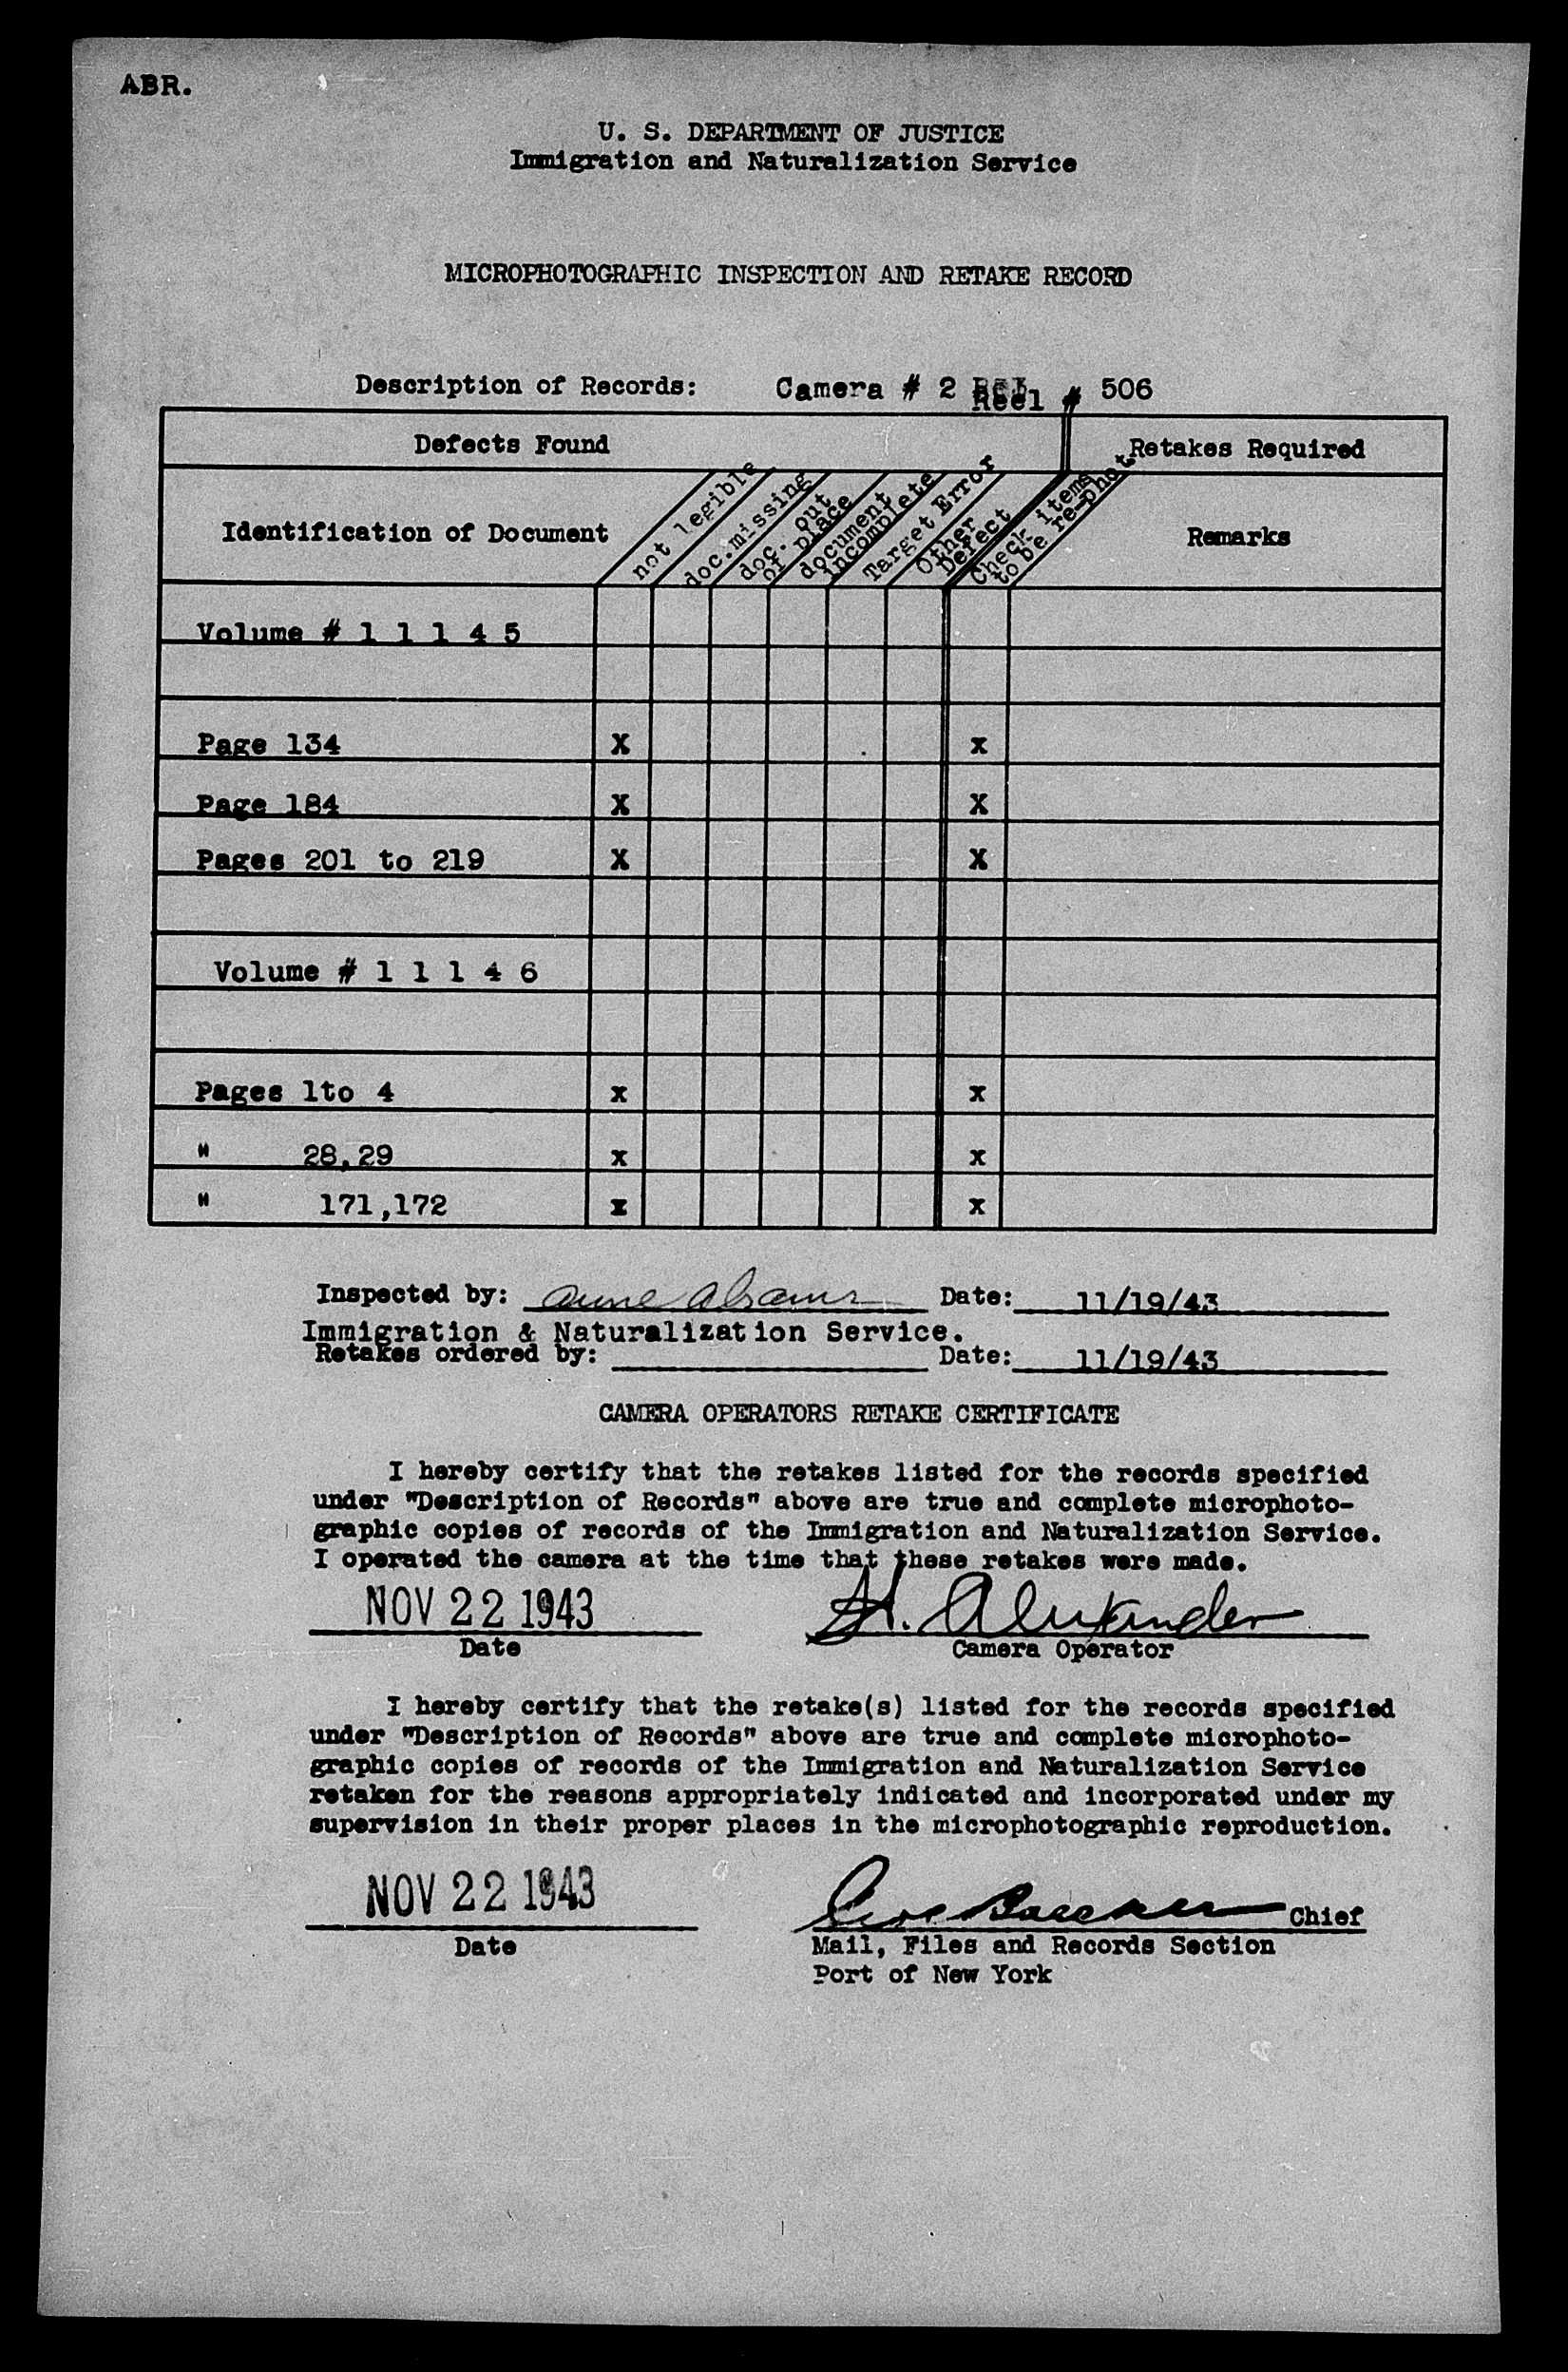 ABR.
U. S. DEPARTMENT OF JUSTICE
Immigration and Naturalization Service
MICROPHOTOGRAPHIC INSPECTION AND RETAKE RECORD
Description of Records: Camera # 2 Reel # 506
Defects Found Retakes Required
Identification of Document
not legible
doc.missing
doc. out
of place
document
incomplete
Target Error
Other
Defect
Check items
to be re-phot
Remarks
Volume # 1 1 1 4 5
Page 134 X x
Page 184 X X
Pages 201 to 219 X X
Volume # 1 1 1 4 6
Pages 1to 4 x x
" 28,29 x x
" 171,172 x x
Inspected by: Anne Abrams Date: 11/19/43
Immigration & Naturalization Service.
Retakes ordered by: Date: 11/19/43
CAMERA OPERATORS RETAKE CERTIFICATE
I hereby certify that the retakes listed for the records specified
under "Description of Records" above are true and complete microphoto-
graphic copies of records of the Immigration and Naturalization Service.
I operated the camera at the time that these retakes were made.
NOV 22 1943 H. Alexander
Date Camera Operator
I hereby certify that the retake(s) listed for the records specified
under "Description of Records" above are true and complete microphoto-
graphic copies of records of the Immigration and Naturalization Service
retaken for the reasons appropriately indicated and incorporated under my
supervision in their proper places in the microphotographic reproduction.
NOV 22 1943 Chief
Date Mail, Files and Records Section
Port of New York